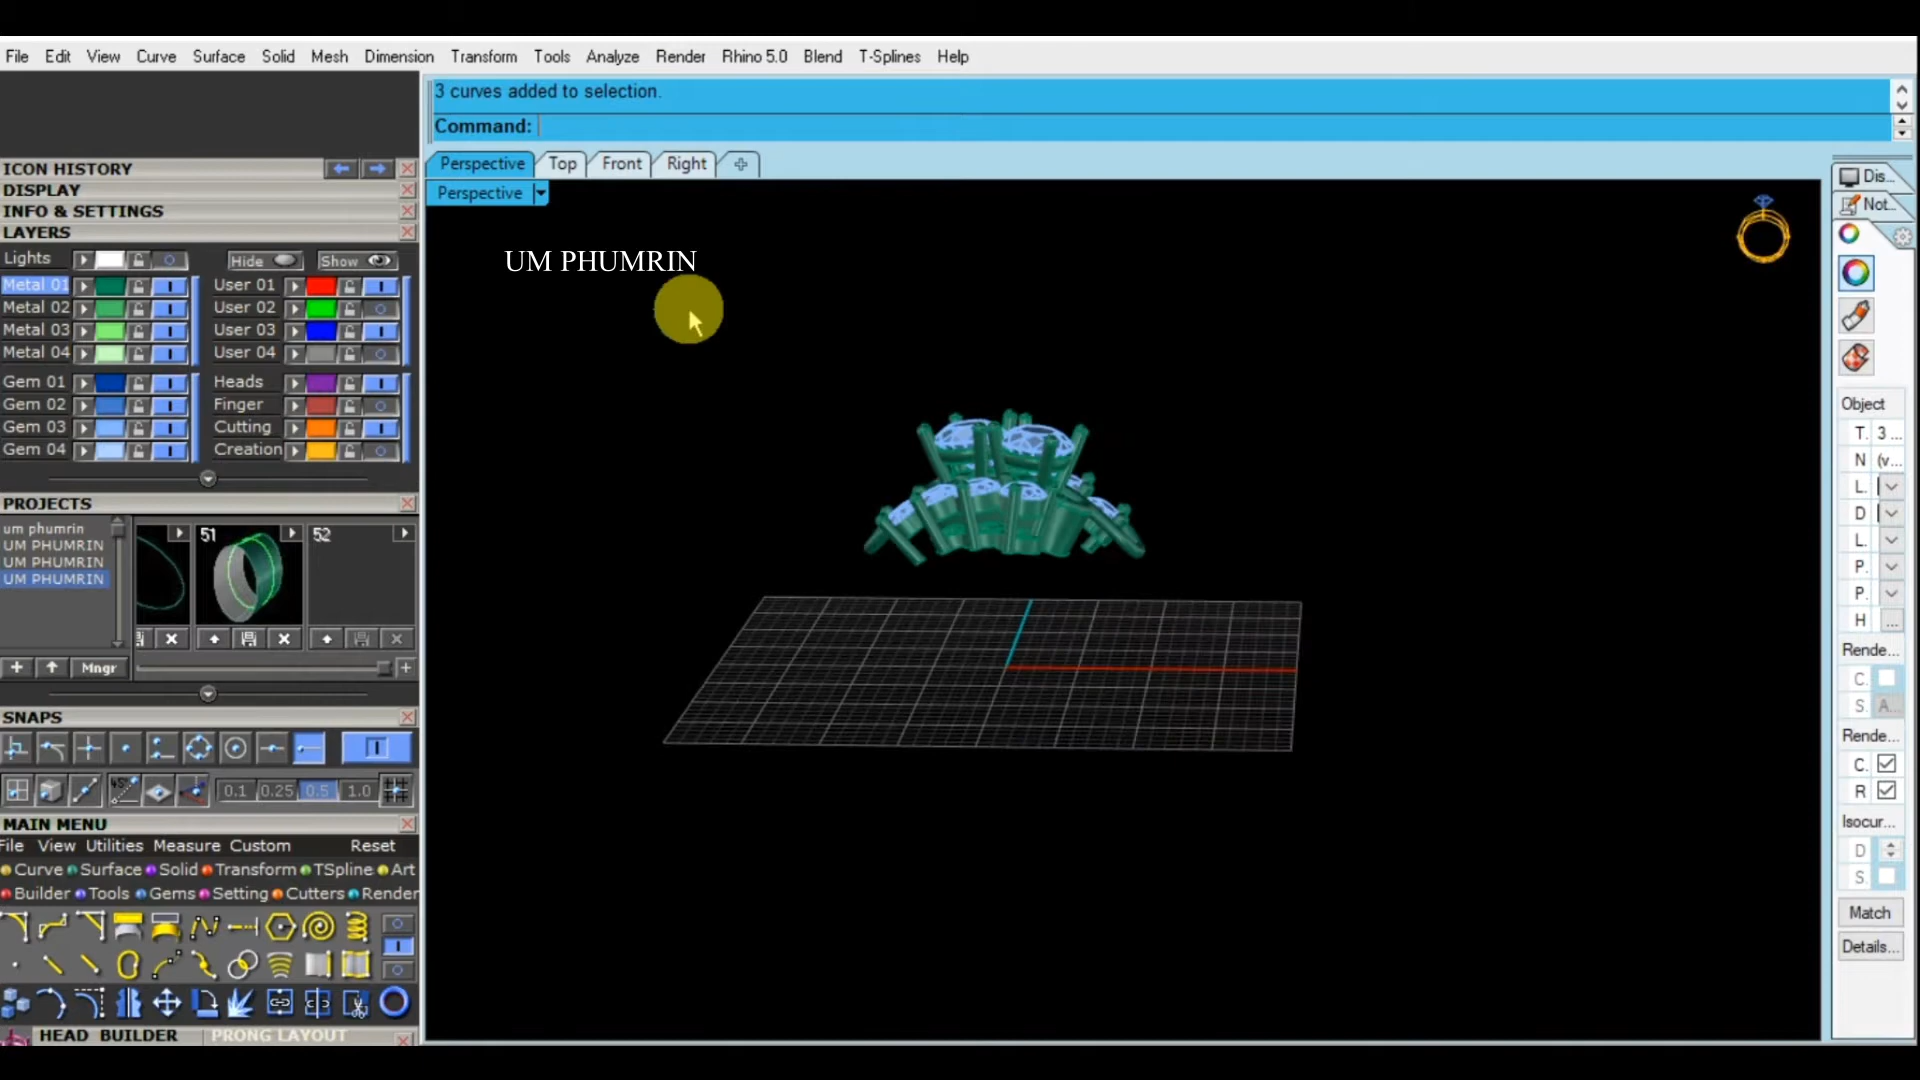 File Edit View Curve Surface Solid Mesh Dimension Transform Tools Analyze Render Rhino 5.0 Blend T-Splines Help
3 curves added to selection.
Command:
Perspective Top Front Right
Perspective
UM PHUMRIN
ICON HISTORY
DISPLAY
INFO & SETTINGS
LAYERS
Lights Hide Show
Metal 01 User 01
Metal 02 User 02
Metal 03 User 03
Metal 04 User 04
Gem 01 Heads
Gem 02 Finger
Gem 03 Cutting
Gem 04 Creation
PROJECTS
um phumrin 51 52
UM PHUMRIN
UM PHUMRIN
UM PHUMRIN
Mngr
SNAPS
45°
0.1 0.25 0.5 1.0
MAIN MENU
File View Utilities Measure Custom Reset
Curve Surface Solid Transform TSpline Art
Builder Tools Gems Setting Cutters Render
HEAD BUILDER PRONG LAYOUT
Dis...
Not...
Object
T. 3 ...
N (v...
L.
D
L.
P.
P.
H ...
Rende...
C.
S. A...
Rende...
C.
R
Isocur...
D
S.
Match
Details...